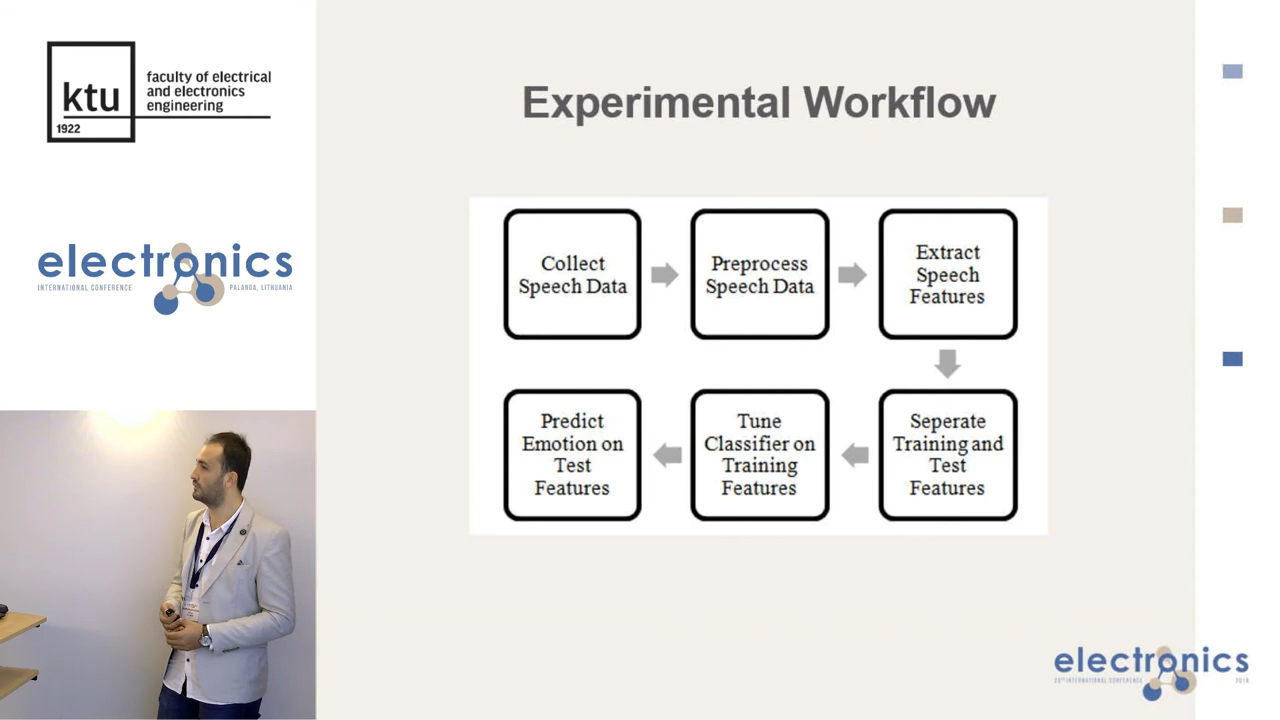 ktu
1922
faculty of electrical
and electronics
engineering
electronics
INTERNATIONAL CONFERENCE
PALANGA, LITHUANIA
Experimental Workflow
Collect
Speech Data
Preprocess
Speech Data
Extract
Speech
Features
Seperate
Training and
Test
Features
Tune
Classifier on
Training
Features
Predict
Emotion on
Test
Features
electronics
INTERNATIONAL CONFERENCE